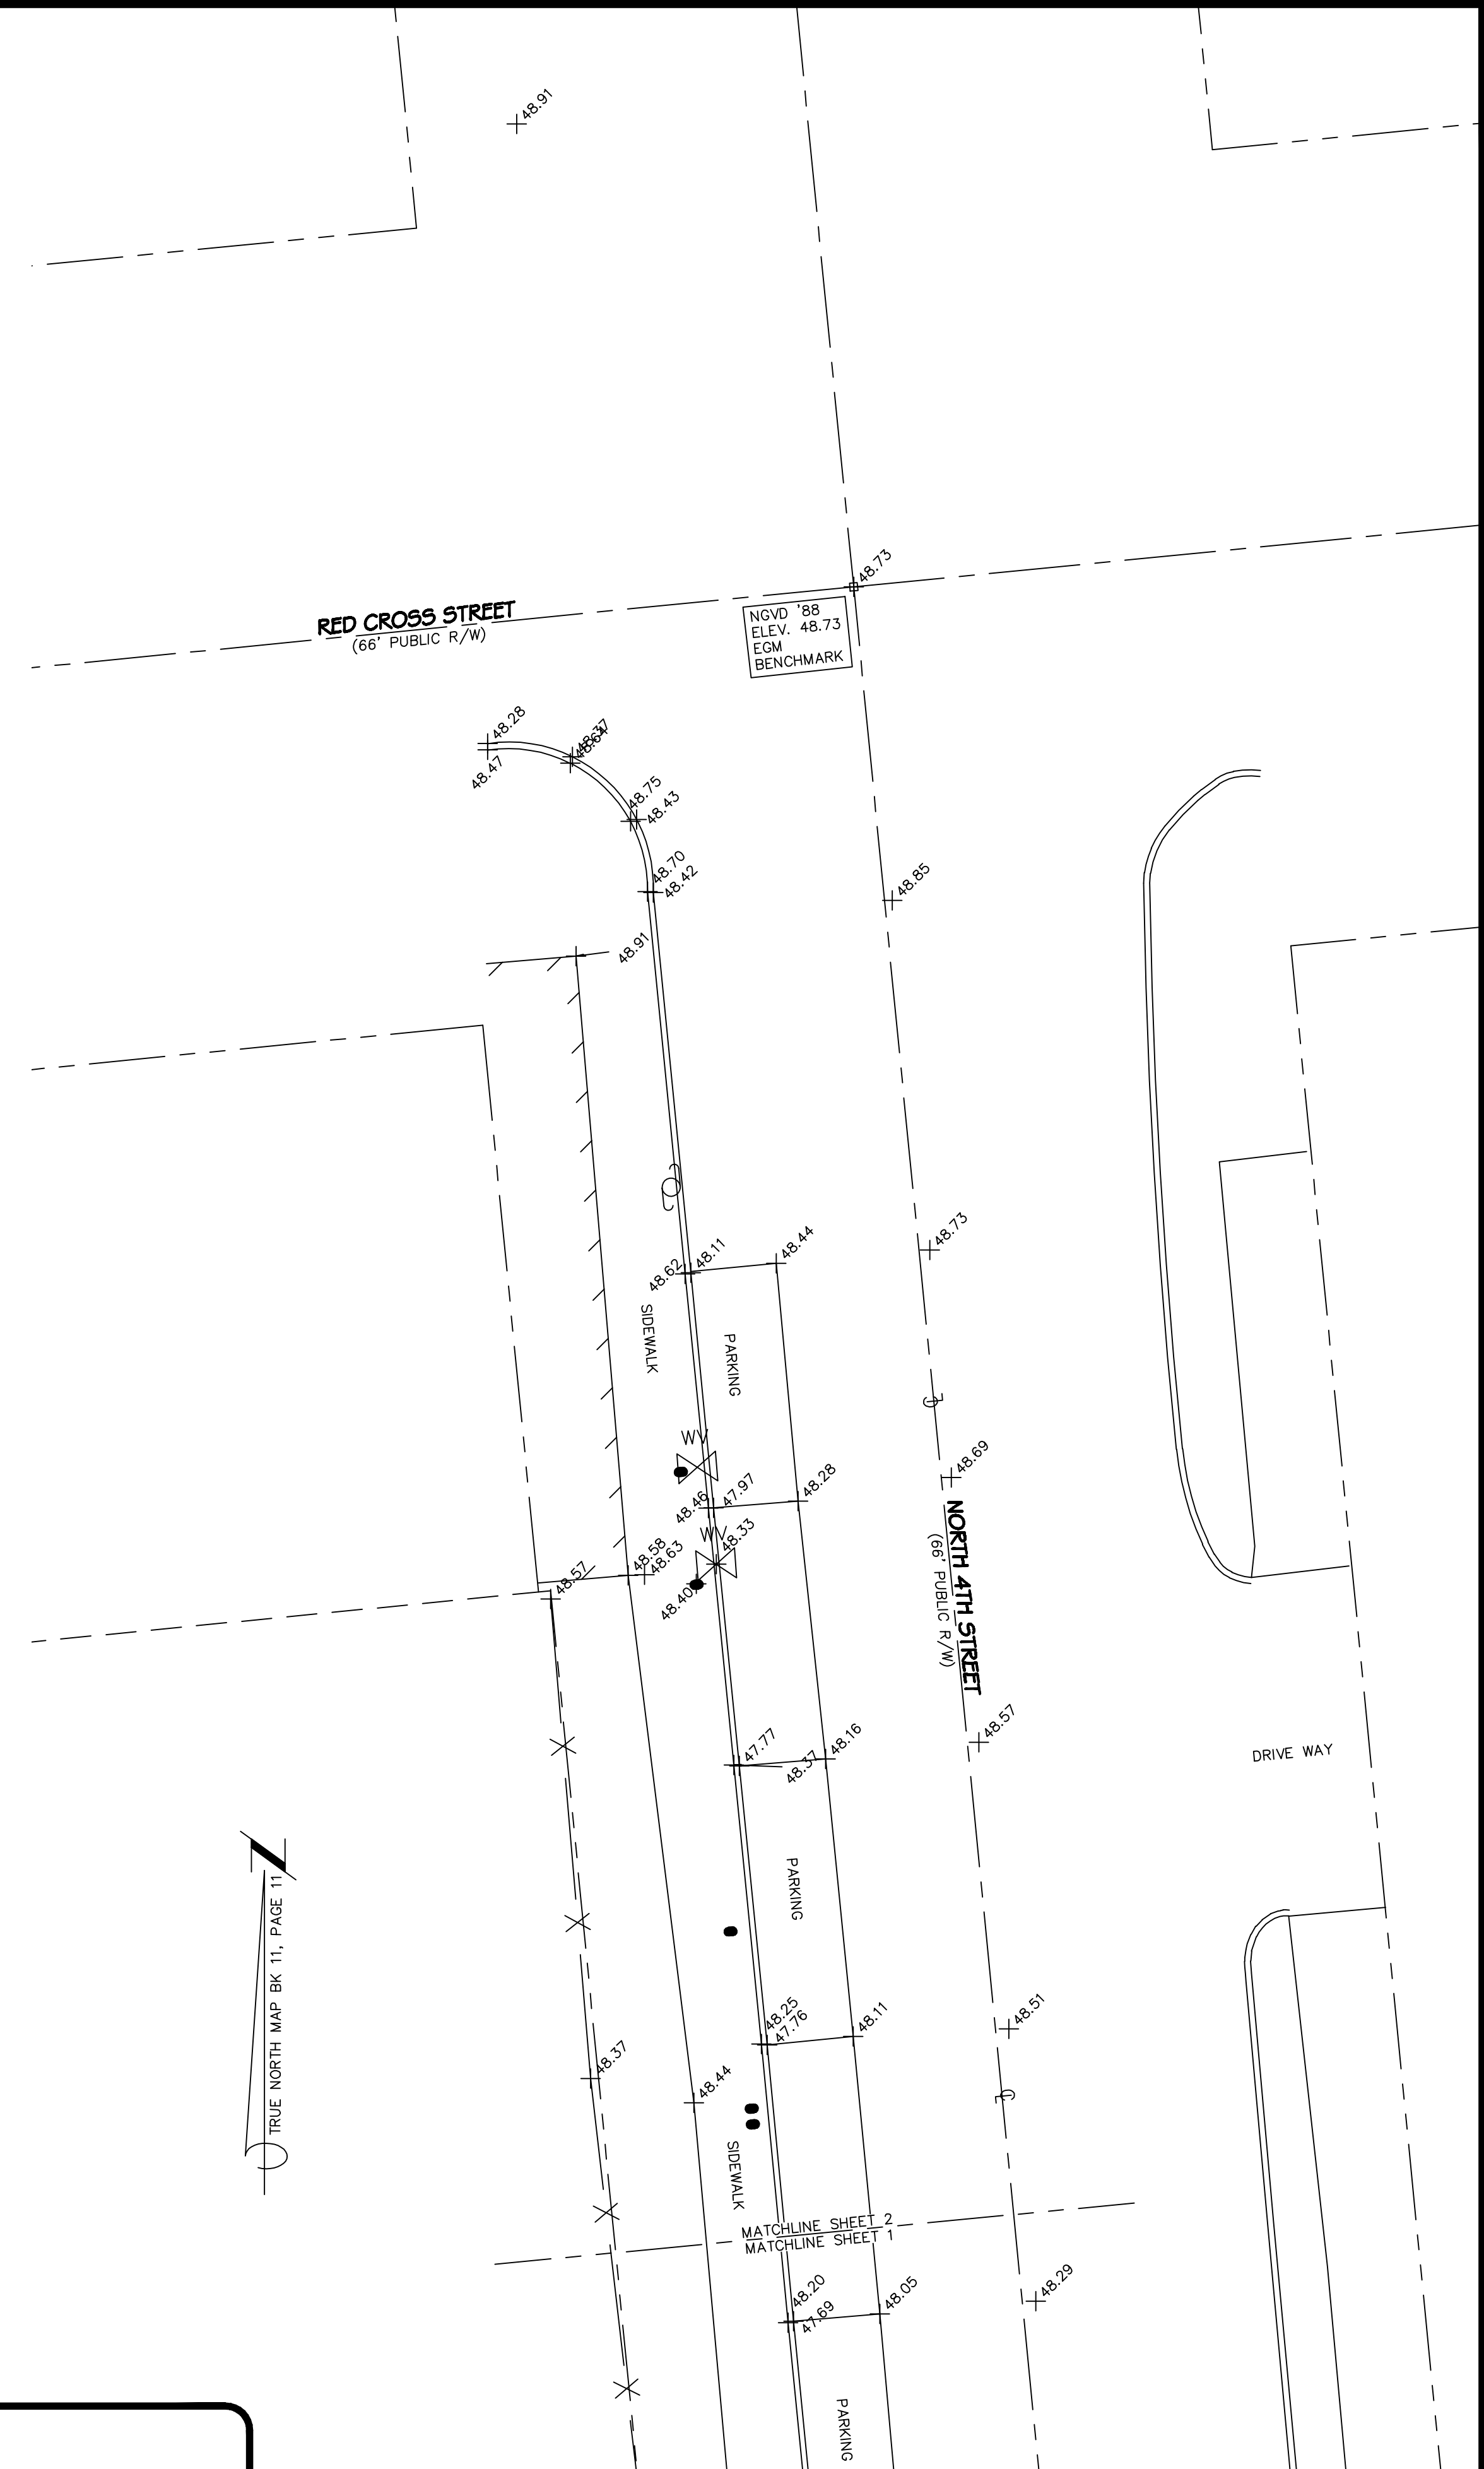 48.91
48.73
NGVD '88
ELEV. 48.73
EGM
BENCHMARK
RED CROSS STREET
(66' PUBLIC R/W)
48.28
48.37
48.64
48.47
48.75
48.43
48.70
48.42
48.85
48.91
48.73
48.44
48.11
48.62
SIDEWALK
PARKING
WV
48.69
48.28
47.97
48.46
WV
48.33
48.58
48.63
48.57
48.40
NORTH 4TH STREET
(66' PUBLIC R/W)
48.57
48.16
47.77
48.37
DRIVE WAY
PARKING
TRUE NORTH MAP BK 11, PAGE 11
48.51
48.25
47.76
48.11
48.37
48.44
SIDEWALK
MATCHLINE SHEET 2
MATCHLINE SHEET 1
48.29
48.20
47.69
48.05
PARKING